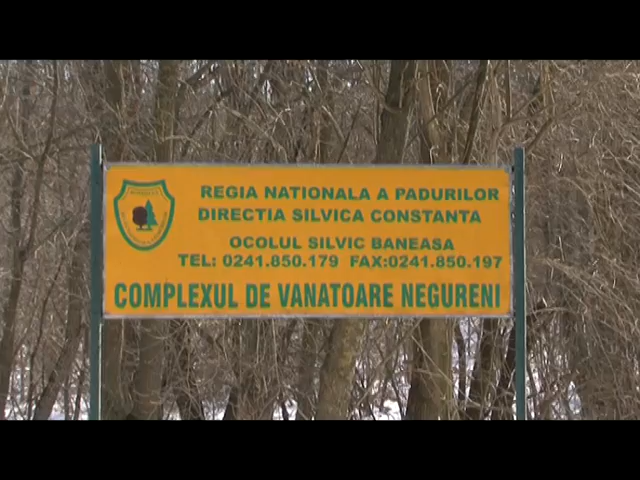 REGIA NATIONALA A PADURILOR
DIRECTIA SILVICA CONSTANTA
OCOLUL SILVIC BANEASA
TEL: 0241.850.179 FAX:0241.850.197
COMPLEXUL DE VANATOARE NEGURENI